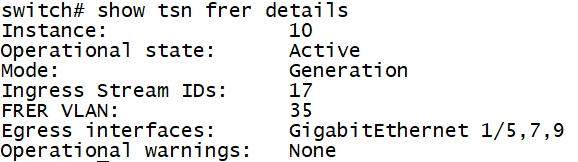 switch# show tsn frer details
Instance: 10
Operational state: Active
Mode: Generation
Ingress Stream IDs: 17
FRER VLAN: 35
Egress interfaces: GigabitEthernet 1/5,7,9
Operational warnings: None